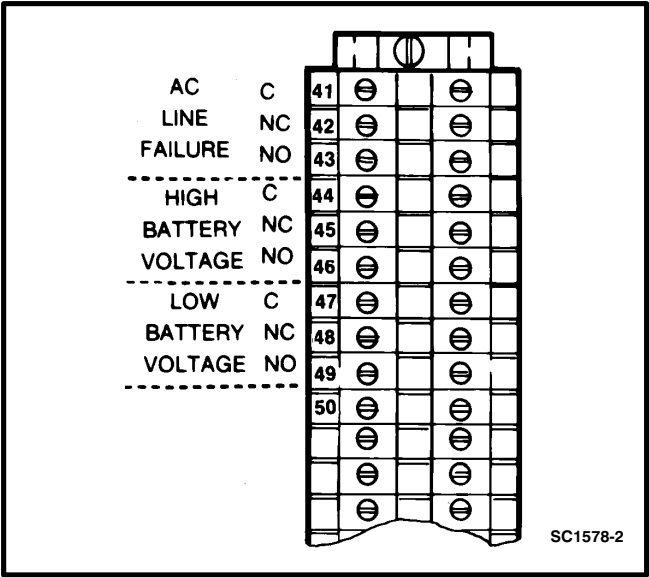 AC C 41
LINE NC 42
FAILURE NO 43
HIGH C 44
BATTERY NC 45
VOLTAGE NO 46
LOW C 47
BATTERY NC 48
VOLTAGE NO 49
50
SC1578-2